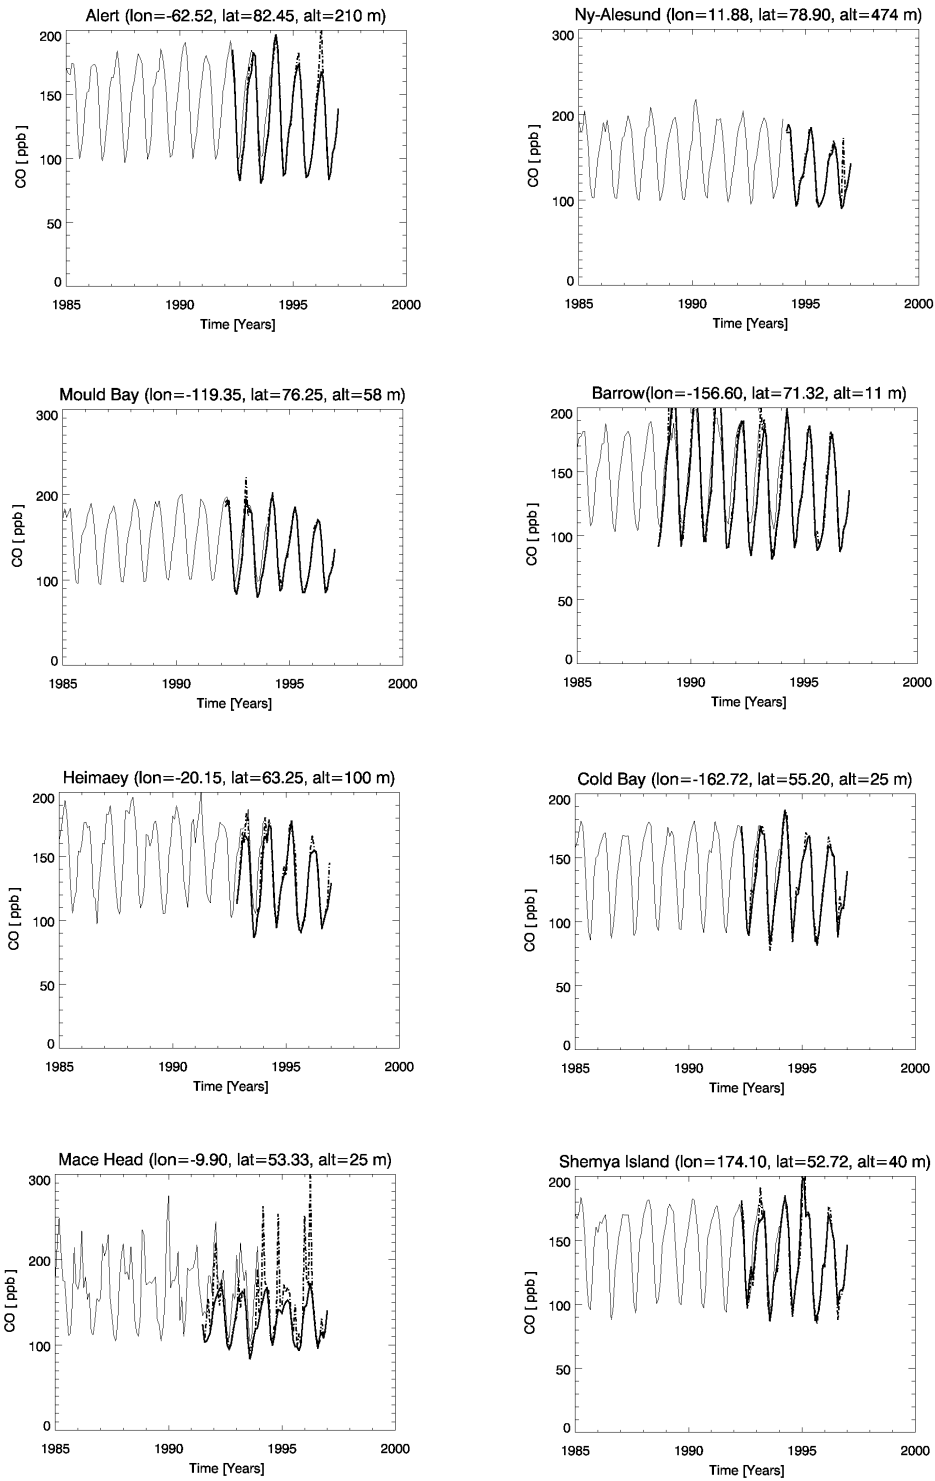 Alert (lon=-62.52, lat=82.45, alt=210 m)
200
150
100
50
0
CO [ ppb ]
1985 1990 1995 2000
Time [Years]
Ny-Alesund (lon=11.88, lat=78.90, alt=474 m)
300
200
100
0
CO [ ppb ]
1985 1990 1995 2000
Time [Years]
Mould Bay (lon=-119.35, lat=76.25, alt=58 m)
300
200
100
0
CO [ ppb ]
1985 1990 1995 2000
Time [Years]
Barrow(lon=-156.60, lat=71.32, alt=11 m)
200
150
100
50
0
CO [ ppb ]
1985 1990 1995 2000
Time [Years]
Heimaey (lon=-20.15, lat=63.25, alt=100 m)
200
150
100
50
0
CO [ ppb ]
1985 1990 1995 2000
Time [Years]
Cold Bay (lon=-162.72, lat=55.20, alt=25 m)
200
150
100
50
0
CO [ ppb ]
1985 1990 1995 2000
Time [Years]
Mace Head (lon=-9.90, lat=53.33, alt=25 m)
300
200
100
0
CO [ ppb ]
1985 1990 1995 2000
Time [Years]
Shemya Island (lon=174.10, lat=52.72, alt=40 m)
200
150
100
50
0
CO [ ppb ]
1985 1990 1995 2000
Time [Years]